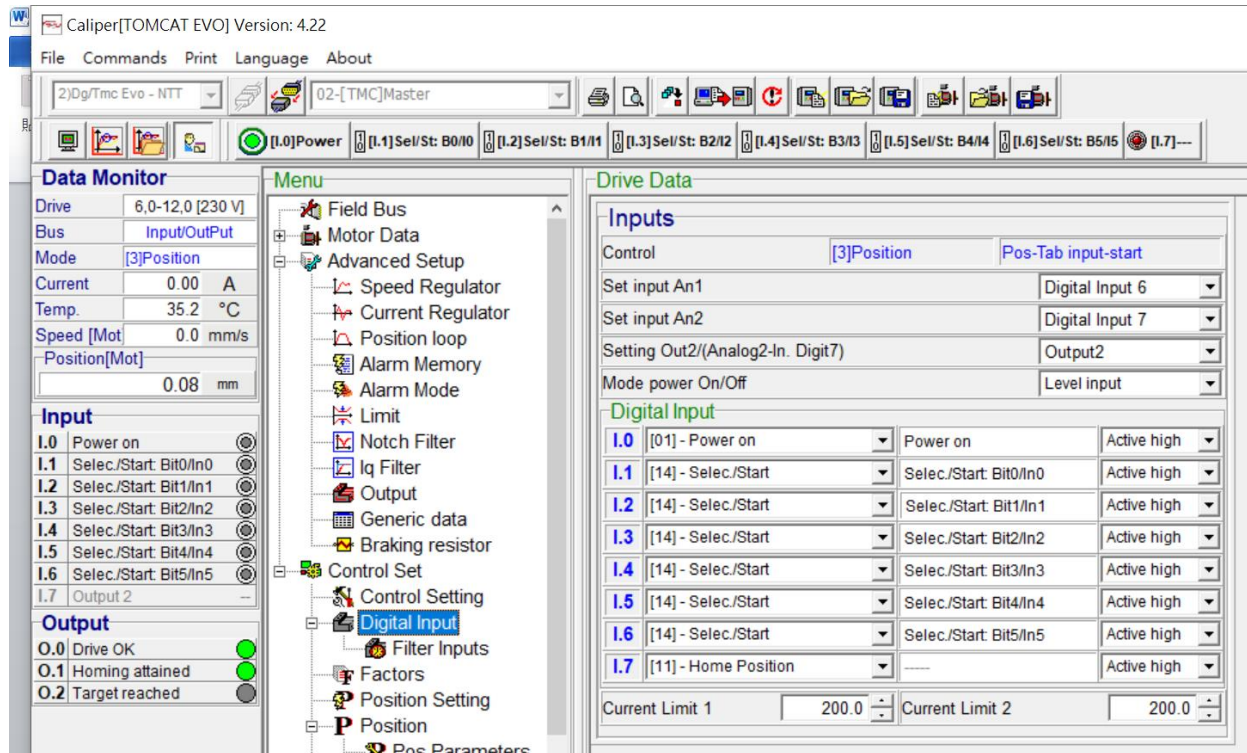 Caliper[TOMCAT EVO] Version: 4.22
File Commands Print Language About
2)Dg/Tmc Evo - NTT 02-[TMC]Master
[I.0]Power [I.1]Sel/St: B0/I0 [I.2]Sel/St: B1/I1 [I.3]Sel/St: B2/I2 [I.4]Sel/St: B3/I3 [I.5]Sel/St: B4/I4 [I.6]Sel/St: B5/I5 [I.7]---
Data Monitor
Drive 6,0-12,0 [230 V]
Bus Input/OutPut
Mode [3]Position
Current 0.00 A
Temp. 35.2 °C
Speed [Mot 0.0 mm/s
Position[Mot]
0.08 mm
Input
I.0 Power on
I.1 Selec./Start: Bit0/In0
I.2 Selec./Start: Bit1/In1
I.3 Selec./Start: Bit2/In2
I.4 Selec./Start: Bit3/In3
I.5 Selec./Start: Bit4/In4
I.6 Selec./Start: Bit5/In5
I.7 Output 2 --
Output
O.0 Drive OK
O.1 Homing attained
O.2 Target reached
Menu
Field Bus
Motor Data
Advanced Setup
Speed Regulator
Current Regulator
Position loop
Alarm Memory
Alarm Mode
Limit
Notch Filter
Iq Filter
Output
Generic data
Braking resistor
Control Set
Control Setting
Digital Input
Filter Inputs
Factors
Position Setting
P Position
Pos Parameters
Drive Data
Inputs
Control [3]Position Pos-Tab input-start
Set input An1 Digital Input 6
Set input An2 Digital Input 7
Setting Out2/(Analog2-In. Digit7) Output2
Mode power On/Off Level input
Digital Input
I.0 [01] - Power on Power on Active high
I.1 [14] - Selec./Start Selec./Start: Bit0/In0 Active high
I.2 [14] - Selec./Start Selec./Start: Bit1/In1 Active high
I.3 [14] - Selec./Start Selec./Start: Bit2/In2 Active high
I.4 [14] - Selec./Start Selec./Start: Bit3/In3 Active high
I.5 [14] - Selec./Start Selec./Start: Bit4/In4 Active high
I.6 [14] - Selec./Start Selec./Start: Bit5/In5 Active high
I.7 [11] - Home Position ----- Active high
Current Limit 1 200.0 Current Limit 2 200.0